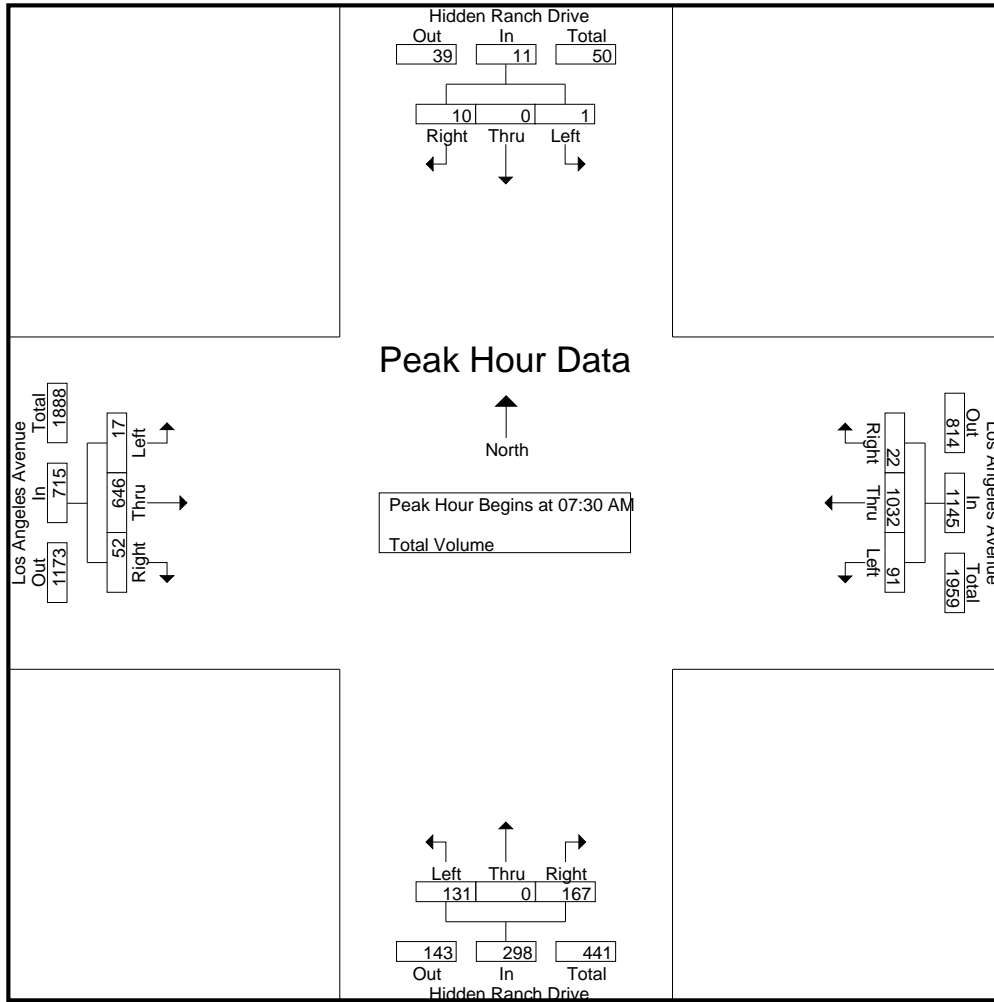 Hidden Ranch Drive
Out In Total
39 11 50
10 0 1
Right Thru Left
Peak Hour Data
North
Peak Hour Begins at 07:30 AM
Total Volume
Los Angeles Avenue
Out In Total
1173 715 1888
17 646 52
Left Thru Right
Los Angeles Avenue
Out In Total
814 1145 1959
22 1032 91
Right Thru Left
Left Thru Right
131 0 167
143 298 441
Out In Total
Hidden Ranch Drive